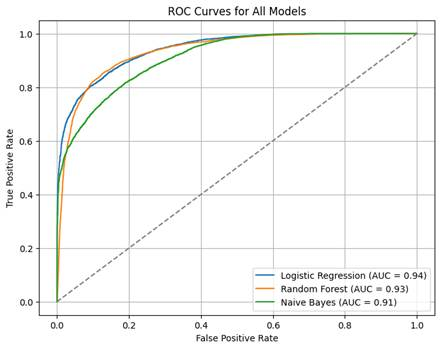 ROC Curves for All Models
True Positive Rate
1.0
0.8
0.6
0.4
0.2
0.0
Logistic Regression (AUC = 0.94)
Random Forest (AUC = 0.93)
Naive Bayes (AUC = 0.91)
0.0 0.2 0.4 0.6 0.8 1.0
False Positive Rate